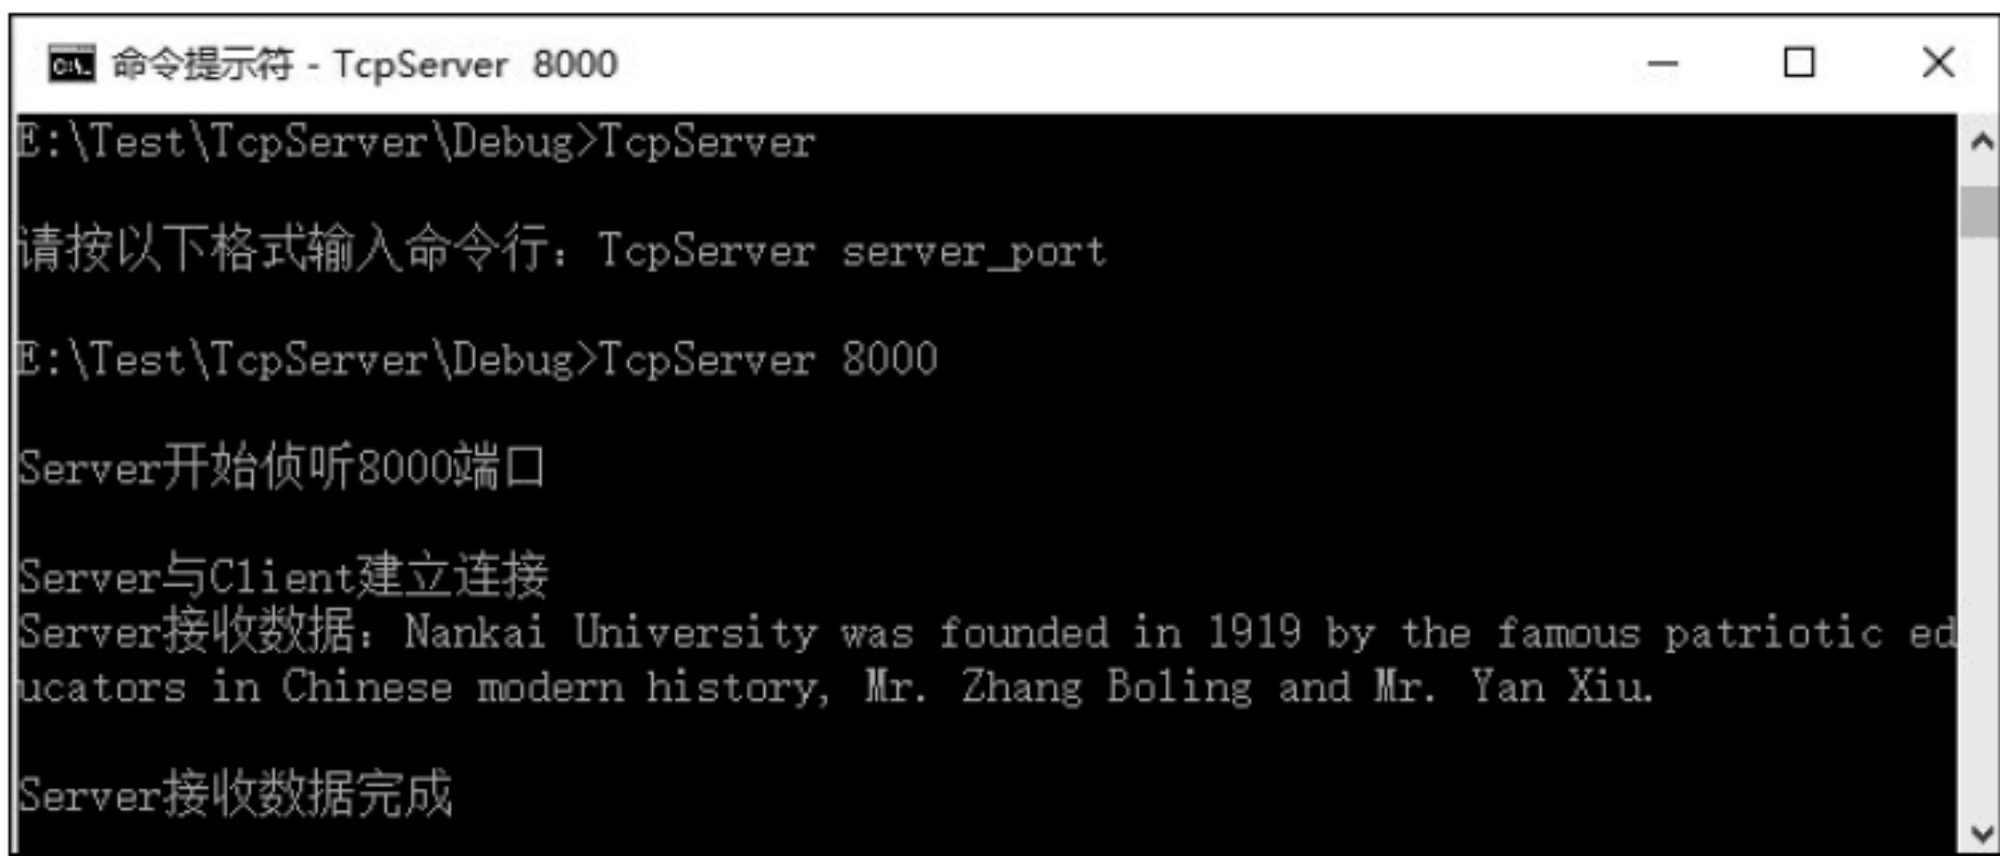 命令提示符 - TcpServer 8000
E:\Test\TcpServer\Debug>TcpServer
请按以下格式输入命令行：TcpServer server_port
E:\Test\TcpServer\Debug>TcpServer 8000
Server开始侦听8000端口
Server与Client建立连接
Server接收数据：Nankai University was founded in 1919 by the famous patriotic ed
ucators in Chinese modern history, Mr. Zhang Boling and Mr. Yan Xiu.
Server接收数据完成